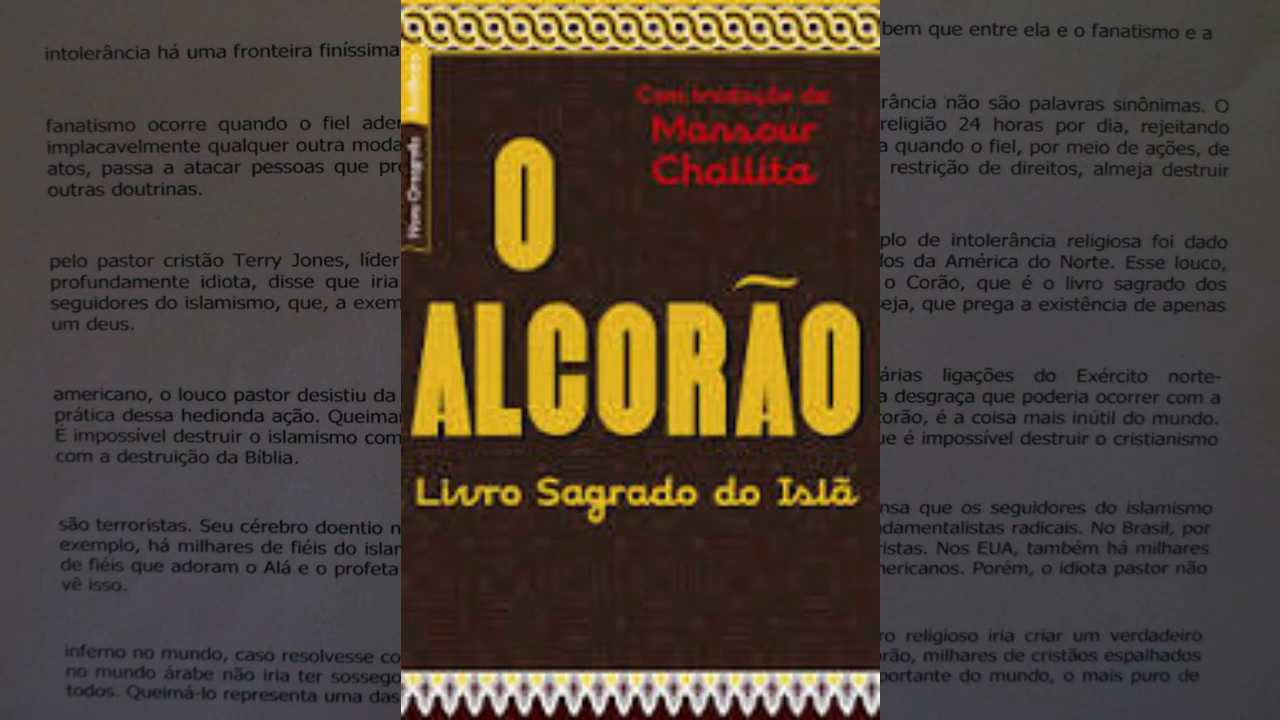 intolerância há uma fronteira finíssima
fanatismo ocorre quando o fiel ader
implacavelmente qualquer outra moda
atos, passa a atacar pessoas que pr
outras doutrinas.
pelo pastor cristão Terry Jones, líder
profundamente idiota, disse que iria
seguidores do islamismo, que, a exem
um deus.
americano, o louco pastor desistiu da
prática dessa hedionda ação. Queimar
É impossível destruir o islamismo com
com a destruição da Bíblia.
são terroristas. Seu cérebro doentio n
exemplo, há milhares de fiéis do islar
de fiéis que adoram o Alá e o profeta
vê isso.
inferno no mundo, caso resolvesse co
no mundo árabe não iria ter sossego
todos. Queimá-lo representa uma das
Nova Ortografia
Com tradução de
Mansour
Challita
O
ALCORÃO
Livro Sagrado do Islã
bem que entre ela e o fanatismo e a
rância não são palavras sinônimas. O
religião 24 horas por dia, rejeitando
a quando o fiel, por meio de ações, de
restrição de direitos, almeja destruir
plo de intolerância religiosa foi dado
dos da América do Norte. Esse louco,
o Corão, que é o livro sagrado dos
eja, que prega a existência de apenas
árias ligações do Exército norte-
a desgraça que poderia ocorrer com a
corão, é a coisa mais inútil do mundo.
ue é impossível destruir o cristianismo
nsa que os seguidores do islamismo
damentalistas radicais. No Brasil, por
ristas. Nos EUA, também há milhares
mericanos. Porém, o idiota pastor não
ro religioso iria criar um verdadeiro
rão, milhares de cristãos espalhados
portante do mundo, o mais puro de